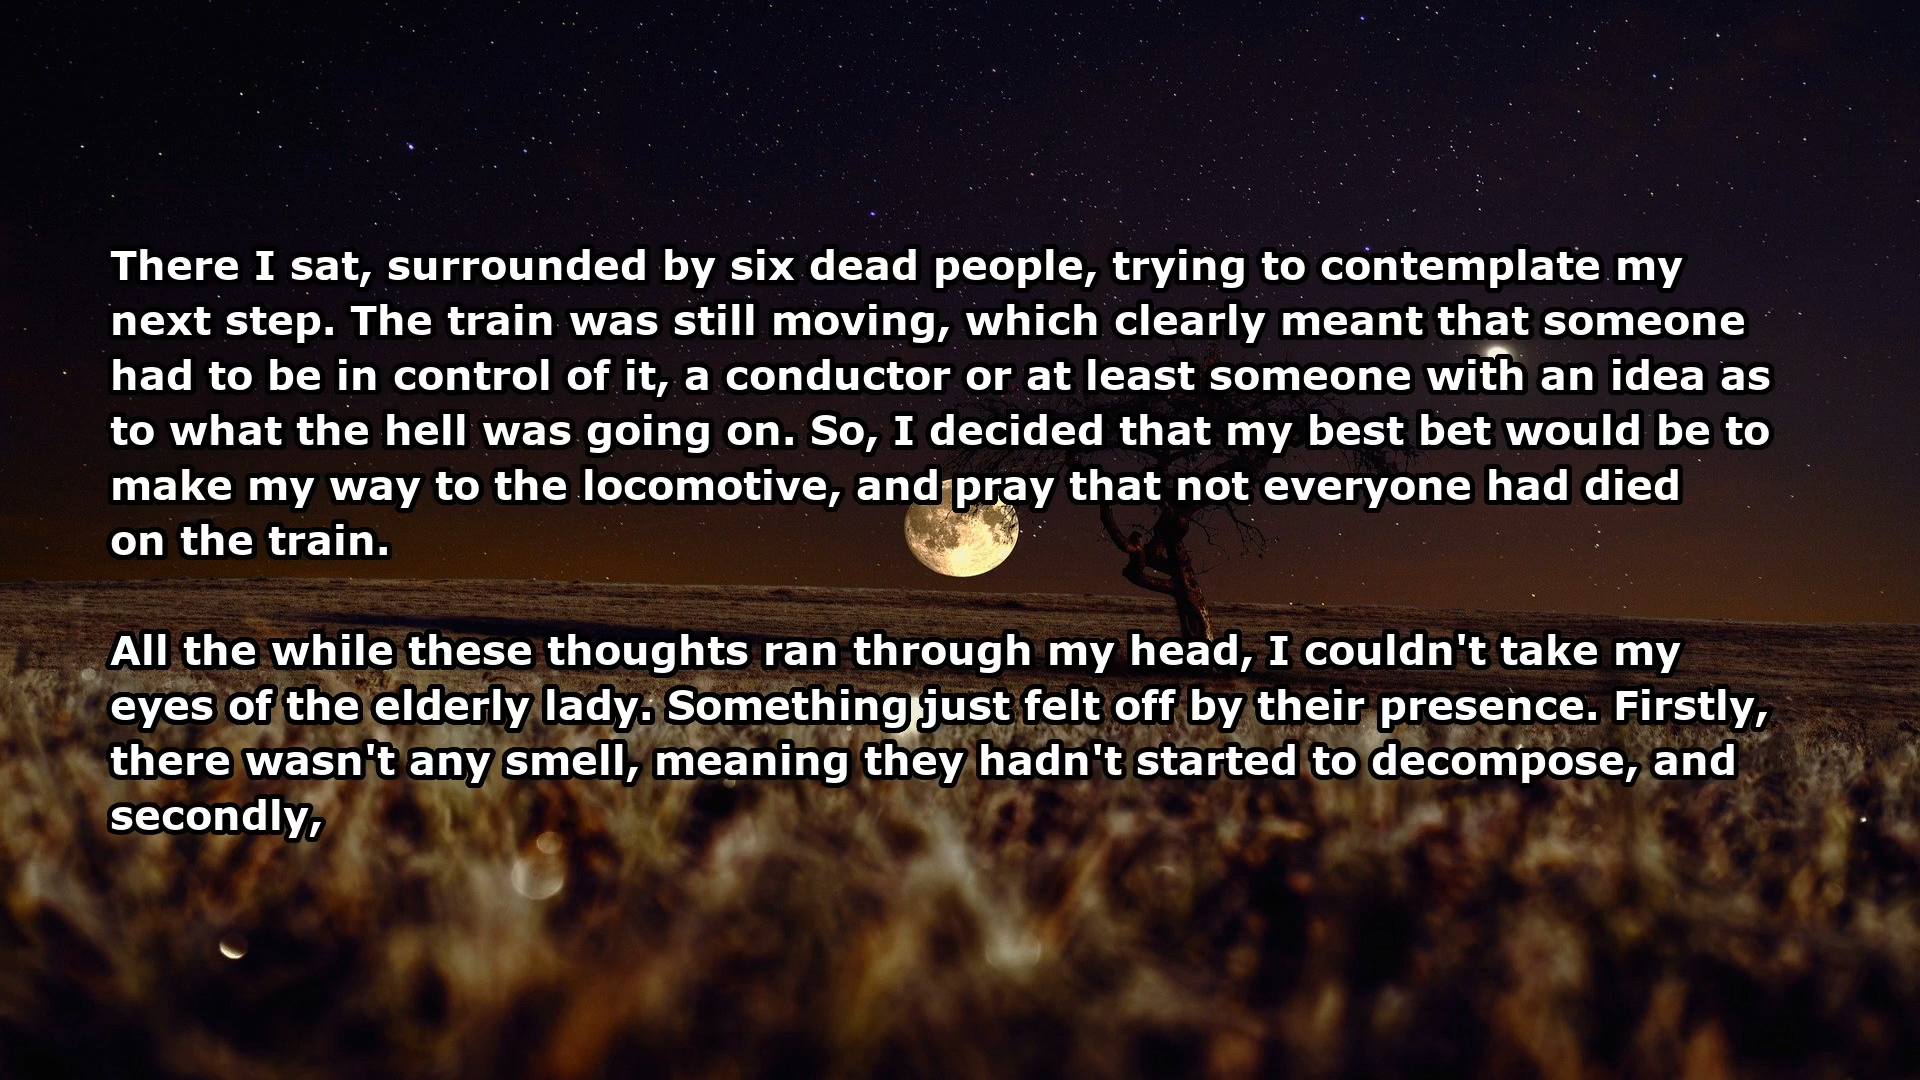 There I sat, surrounded by six dead people, trying to contemplate my
next step. The train was still moving, which clearly meant that someone
had to be in control of it, a conductor or at least someone with an idea as
to what the hell was going on. So, I decided that my best bet would be to
make my way to the locomotive, and pray that not everyone had died
on the train.
All the while these thoughts ran through my head, I couldn't take my
eyes of the elderly lady. Something just felt off by their presence. Firstly,
there wasn't any smell, meaning they hadn't started to decompose, and
secondly,